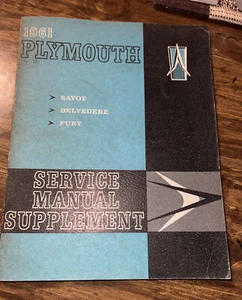 1961
PLYMOUTH
SAVOY
BELVEDERE
FURY
SERVICE
MANUAL
SUPPLEMENT